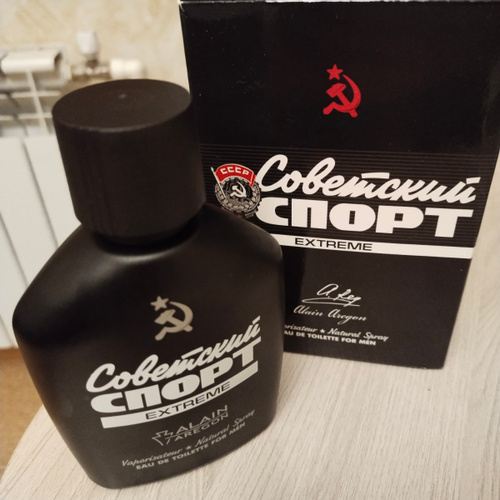 СССР
Советский
СПОРТ
EXTREME
Alain Aregon
Vaporisateur ★ Natural Spray
EAU DE TOILETTE FOR MEN
Советский
СПОРТ
EXTREME
ALAIN
AREGON
Vaporisateur ★ Natural Spray
EAU DE TOILETTE FOR MEN